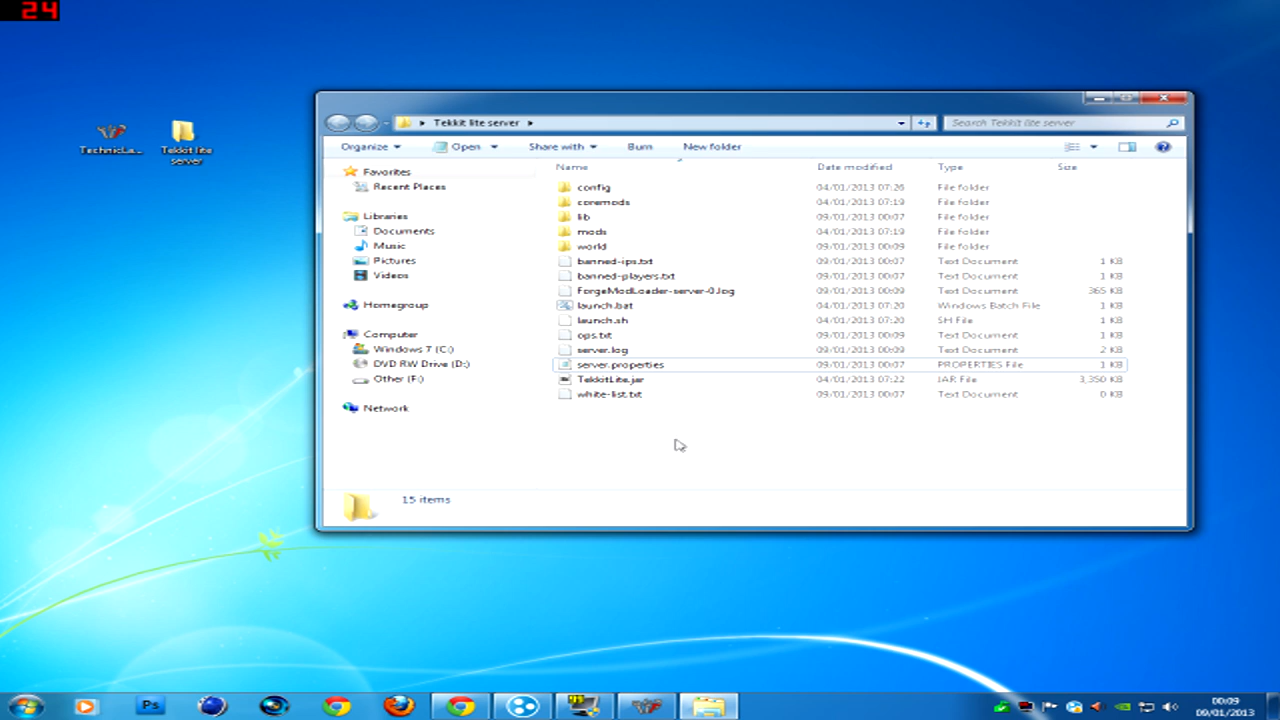 24
TechnicLa...
Tekkit lite
server
Tekkit lite server
Search Tekkit lite server
Organize Open Share with Burn New folder
Name Date modified Type Size
Favorites
Recent Places
Libraries
Documents
Music
Pictures
Videos
Homegroup
Computer
Windows 7 (C:)
DVD RW Drive (D:)
Other (F:)
Network
config 04/01/2013 07:26 File folder
coremods 04/01/2013 07:19 File folder
lib 09/01/2013 00:07 File folder
mods 04/01/2013 07:19 File folder
world 09/01/2013 00:09 File folder
banned-ips.txt 09/01/2013 00:07 Text Document 1 KB
banned-players.txt 09/01/2013 00:07 Text Document 1 KB
ForgeModLoader-server-0.log 09/01/2013 00:09 Text Document 365 KB
launch.bat 04/01/2013 07:20 Windows Batch File 1 KB
launch.sh 04/01/2013 07:20 SH File 1 KB
ops.txt 09/01/2013 00:09 Text Document 1 KB
server.log 09/01/2013 00:09 Text Document 2 KB
server.properties 09/01/2013 00:07 PROPERTIES File 1 KB
TekkitLite.jar 04/01/2013 07:22 JAR File 3,350 KB
white-list.txt 09/01/2013 00:07 Text Document 0 KB
15 items
Ps
00:09
09/01/2013